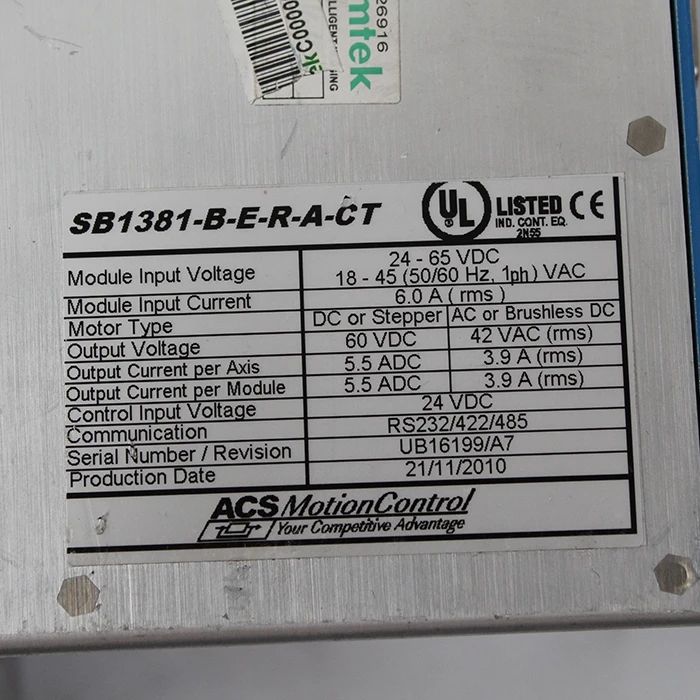 26916
mtek
LLIGENT
ING
SB1381-B-E-R-A-CT
UL
®
LISTED CE
IND. CONT. EQ.
2N55
Module Input Voltage 24 - 65 VDC
18 - 45 (50/60 Hz, 1ph) VAC
Module Input Current 6.0 A ( rms )
Motor Type DC or Stepper AC or Brushless DC
Output Voltage 60 VDC 42 VAC (rms)
Output Current per Axis 5.5 ADC 3.9 A (rms)
Output Current per Module 5.5 ADC 3.9 A (rms)
Control Input Voltage 24 VDC
Communication RS232/422/485
Serial Number / Revision UB16199/A7
Production Date 21/11/2010
ACS MotionControl
Your Competitive Advantage